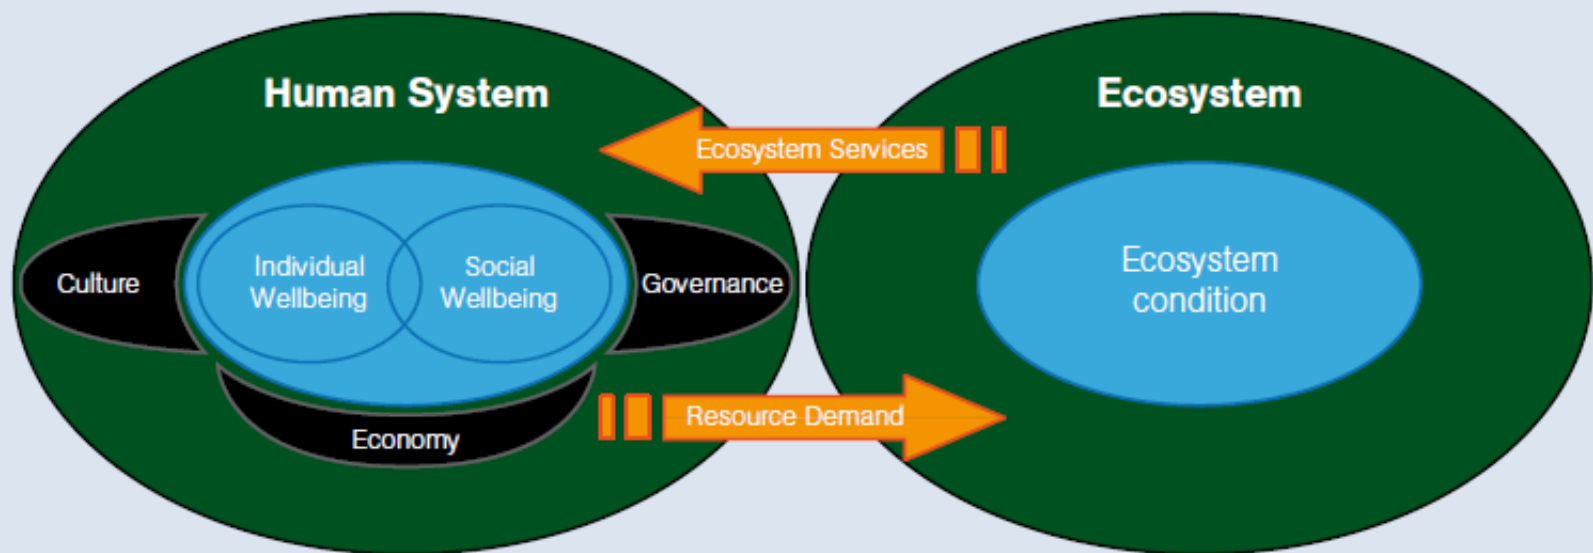 Human System
Ecosystem
Ecosystem Services
Culture
Individual
Wellbeing
Social
Wellbeing
Governance
Ecosystem
condition
Resource Demand
Economy